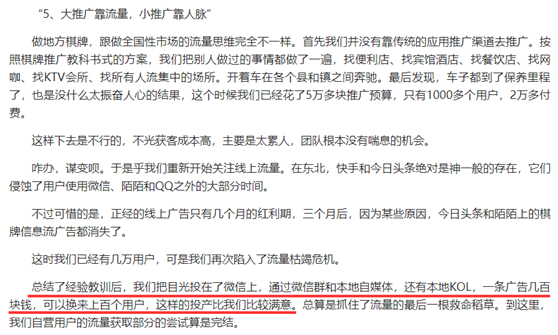 “5、大推广靠流量，小推广靠人脉”
做地方棋牌，跟做全国性市场的流量思维完全不一样。首先我们并没有靠传统的应用推广渠道去推广。按
照棋牌推广教科书式的方案，我们把别人做过的事情都做了一遍，找便利店、找宾馆酒店、找餐饮店、找网
咖、找KTV会所、找所有人流集中的场所。开着车在各个县和镇之间奔驰。最后发现，车子都到了保养里程
了，也是没什么太振奋人心的结果，这个时候我们已经花了5万多块推广预算，只有1000多个用户，2万多付
费。
这样下去是不行的，不光获客成本高，主要是太累人，团队根本没有喘息的机会。
咋办，谋变呗。于是乎我们重新开始关注线上流量。在东北，快手和今日头条绝对是神一般的存在，它们
侵蚀了用户使用微信、陌陌和QQ之外的大部分时间。
不过可惜的是，正经的线上广告只有几个月的红利期，三个月后，因为某些原因，今日头条和陌陌上的棋
牌信息流广告都消失了。
这时我们已经有几万用户，可是我们再次陷入了流量枯竭危机。
总结了经验教训后，我们把目光投在了微信上，通过微信群和本地自媒体，还有本地KOL，一条广告几百
块钱，可以换来上百个用户，这样的投产比我们比较满意。总算是抓住了流量的最后一根救命稻草。到这里，
我们自营用户的流量获取部分的尝试算是完结。